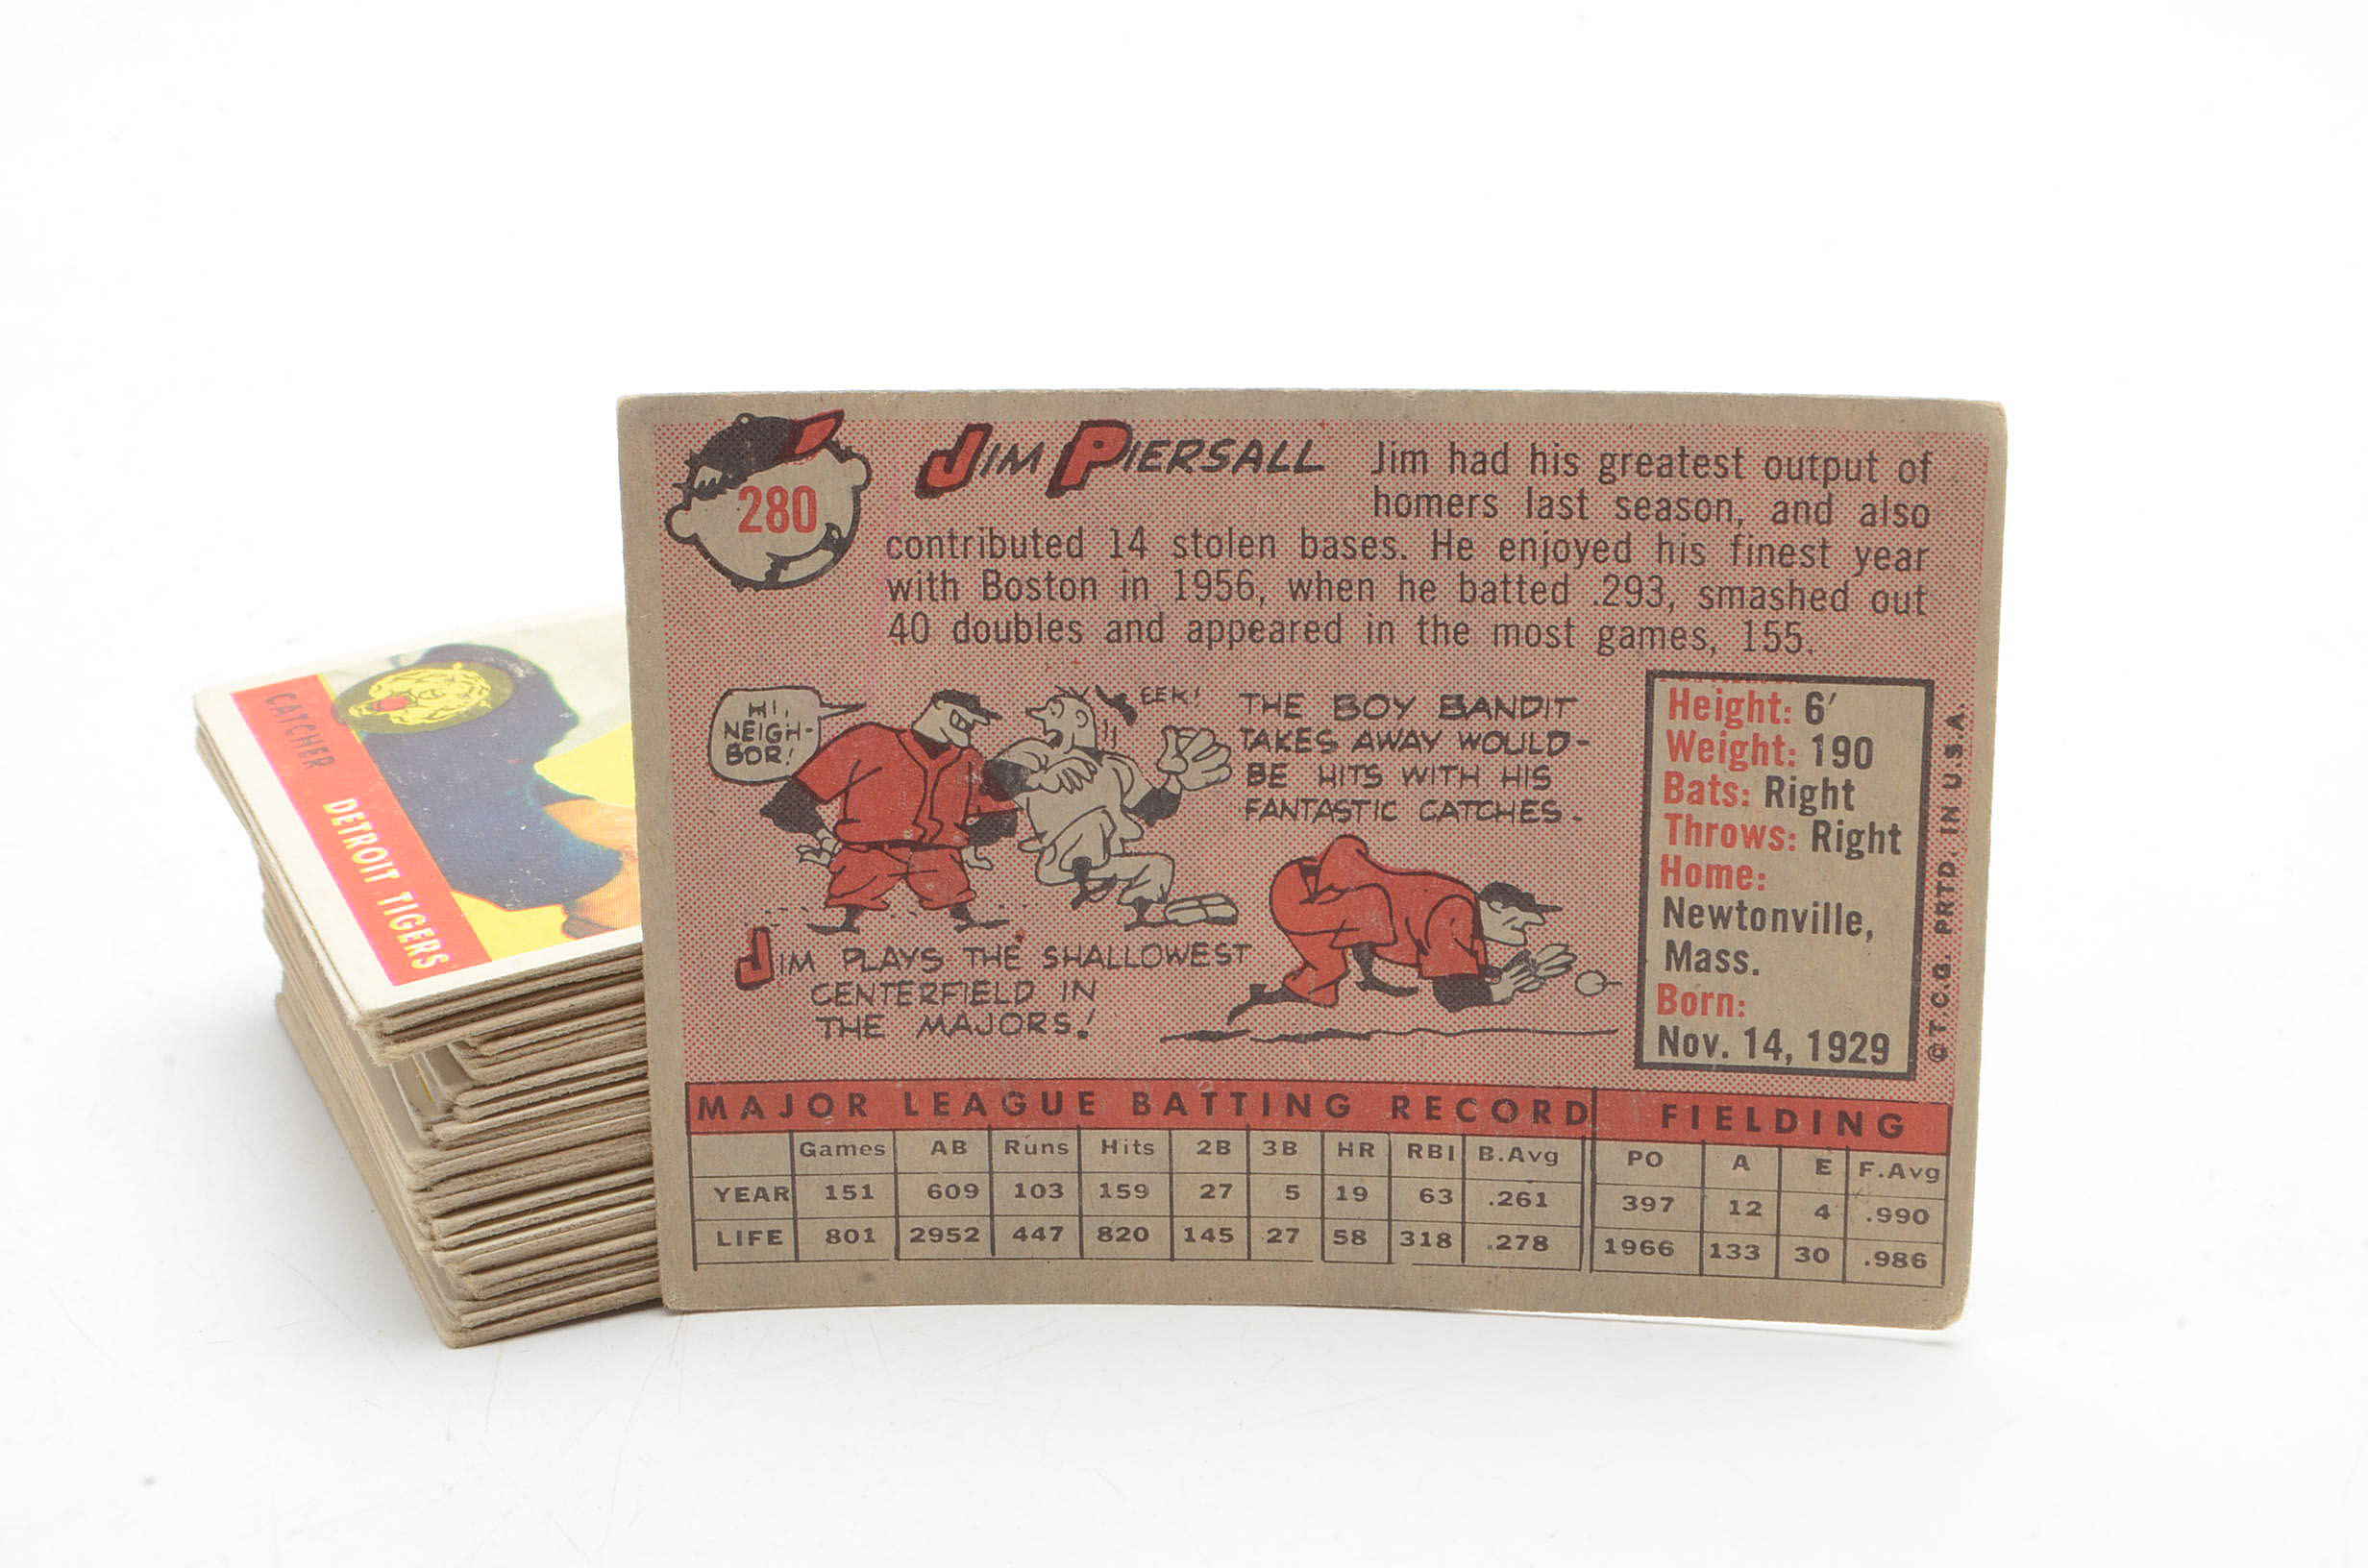 280
JIM PIERSALL
Jim had his greatest output of
homers last season, and also
contributed 14 stolen bases. He enjoyed his finest year
with Boston in 1956, when he batted .293, smashed out
40 doubles and appeared in the most games, 155.
HI,
NEIGH-
BOR!
EEK!
THE BOY BANDIT
TAKES AWAY WOULD-
BE HITS WITH HIS
FANTASTIC CATCHES.
JIM PLAYS THE SHALLOWEST
CENTERFIELD IN
THE MAJORS!
Height: 6′
Weight: 190
Bats: Right
Throws: Right
Home:
Newtonville,
Mass.
Born:
Nov. 14, 1929
© T.C.G. PRTD. IN U.S.A.
MAJOR LEAGUE BATTING RECORD FIELDING
Games AB Runs Hits 2B 3B HR RBI B.Avg PO A E F.Avg
YEAR 151 609 103 159 27 5 19 63 .261 397 12 4 .990
LIFE 801 2952 447 820 145 27 58 318 .278 1966 133 30 .986
CATCHER DETROIT TIGERS